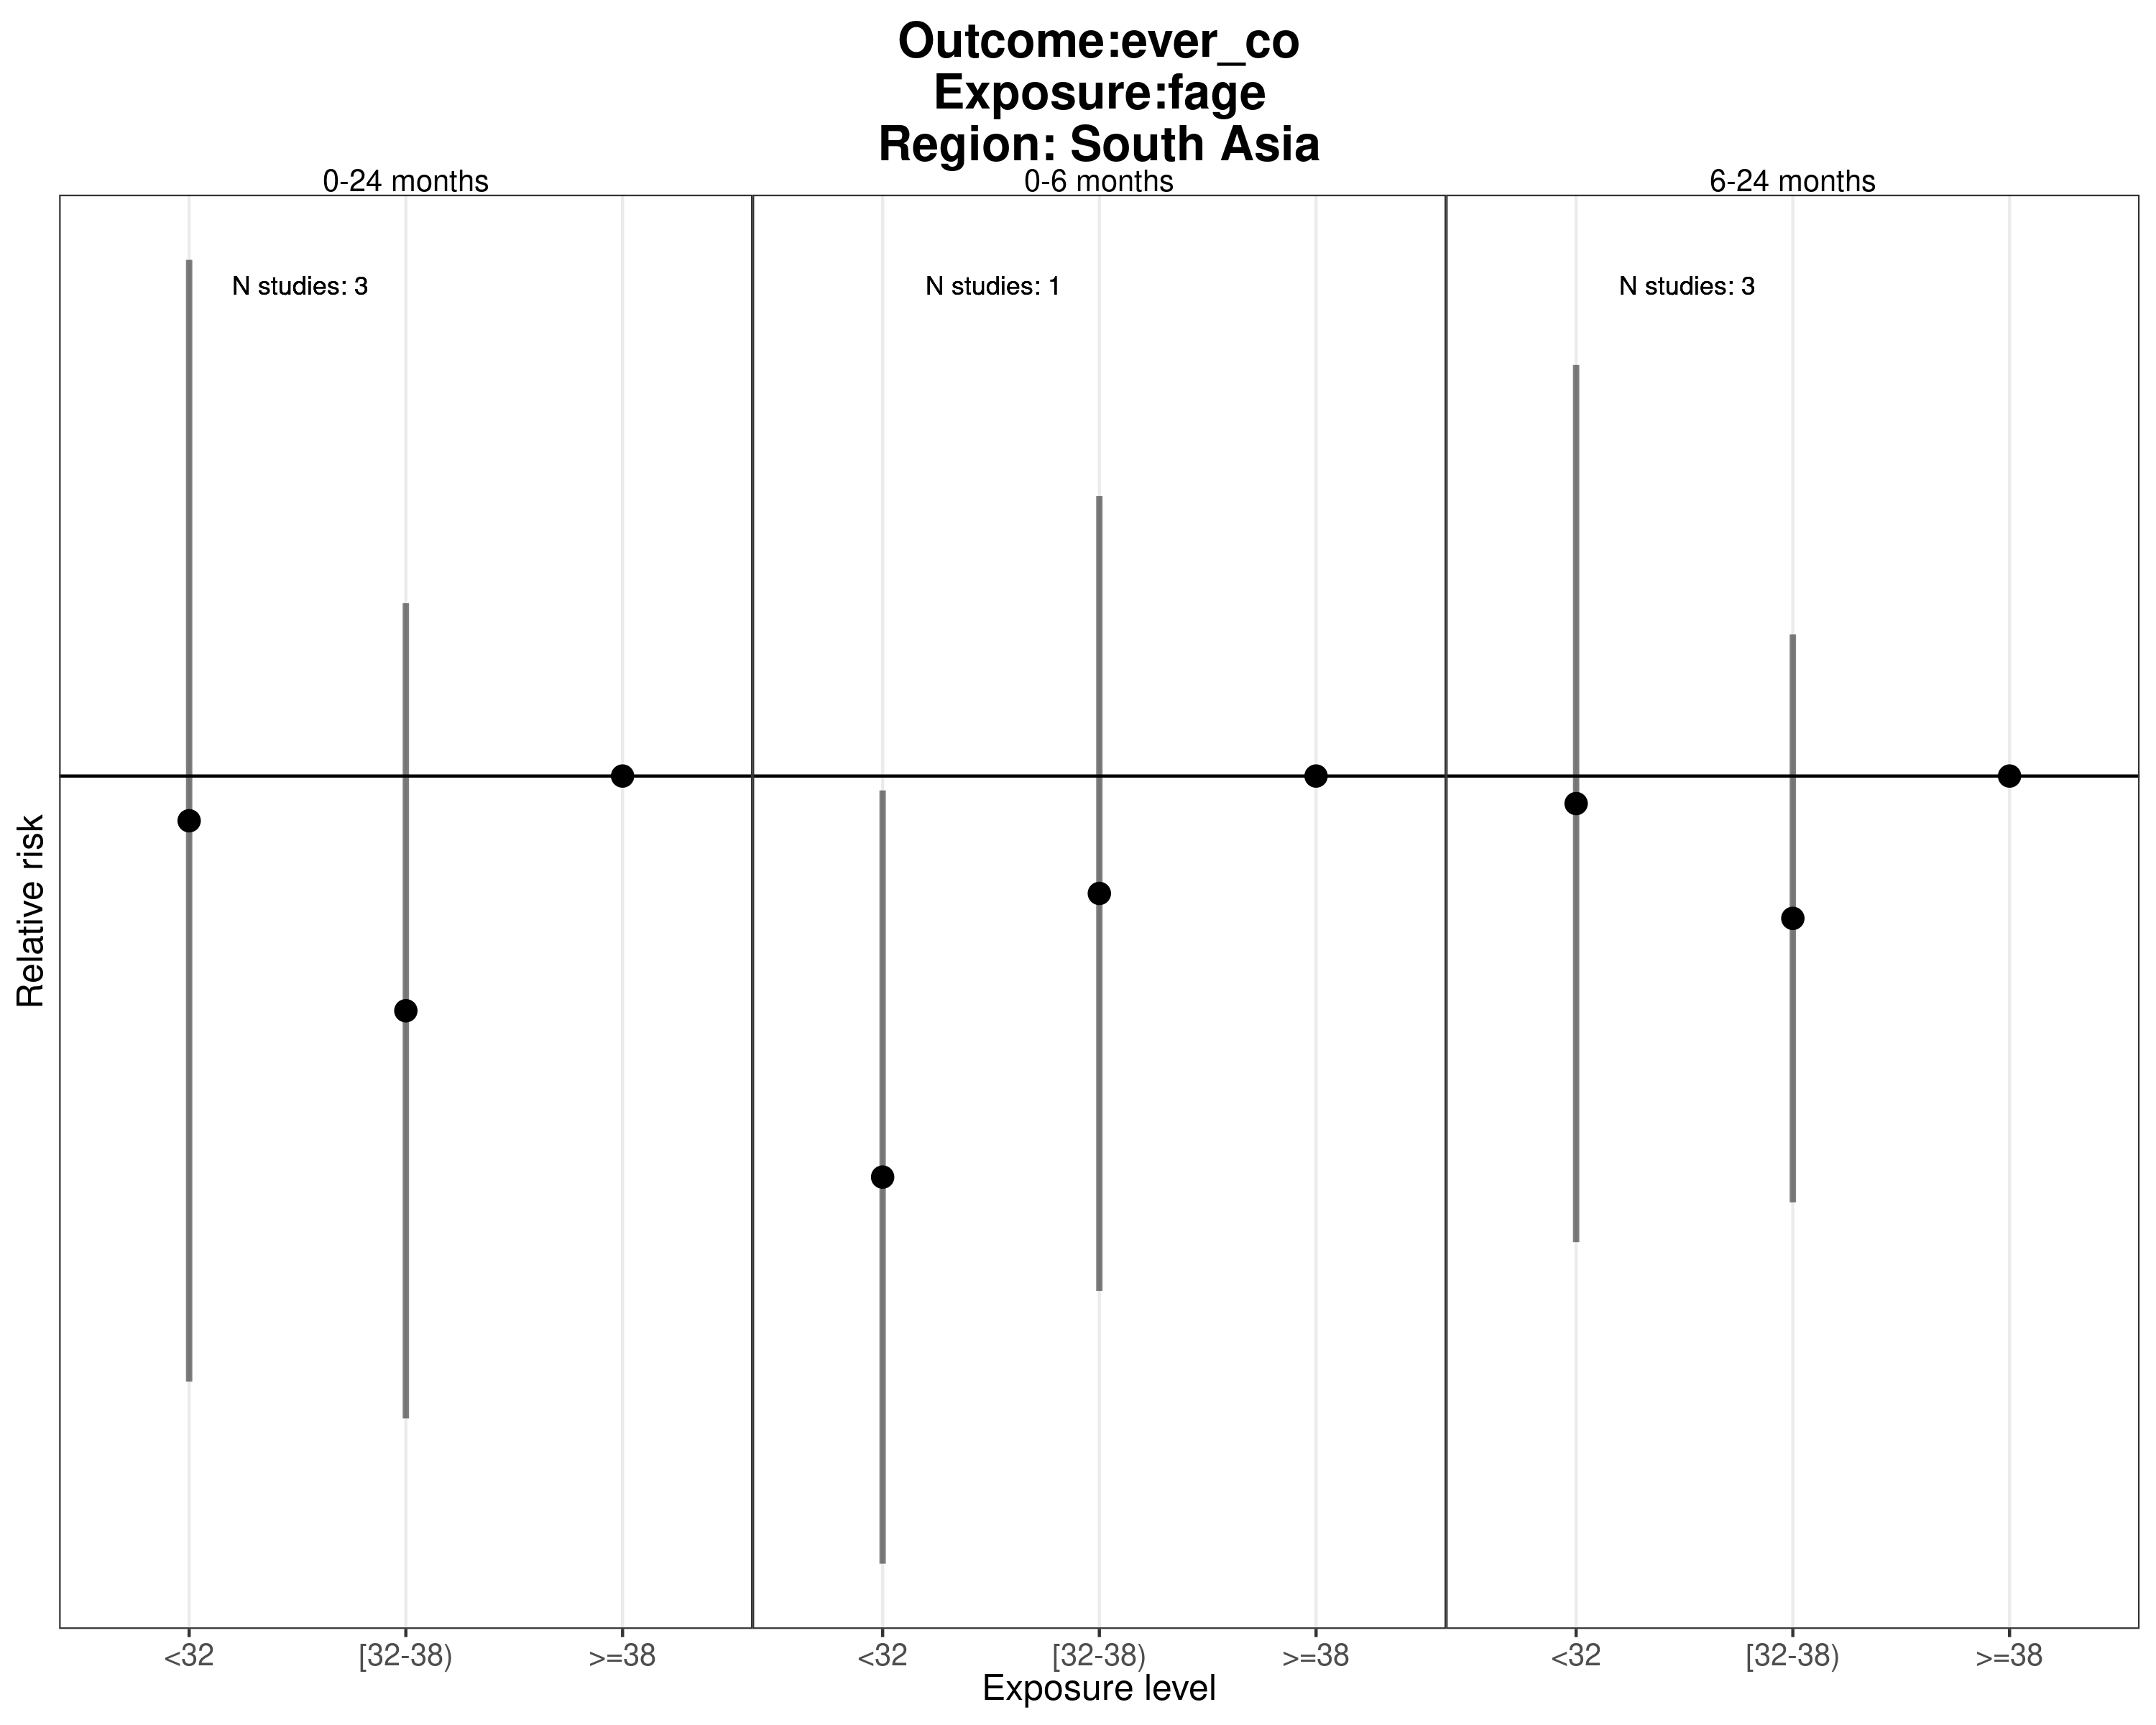 Outcome:ever_co
Exposure:fage
Region: South Asia
0-24 months
0-6 months
6-24 months
N studies: 3
N studies: 1
N studies: 3
Relative risk
<32
[32-38)
>=38
<32
[32-38)
>=38
<32
[32-38)
>=38
Exposure level